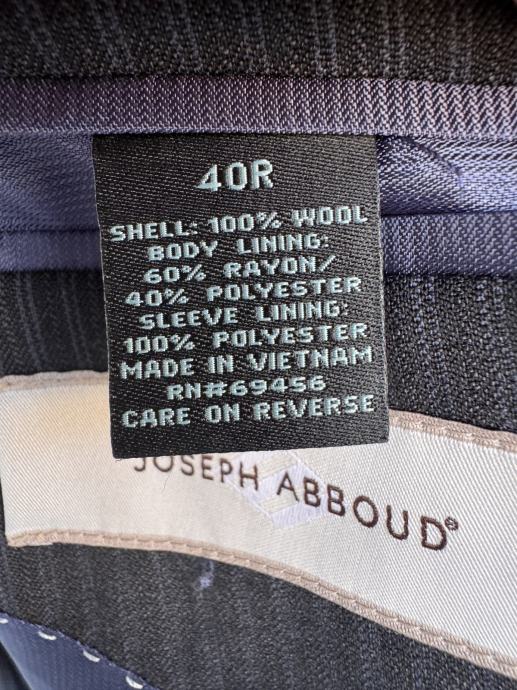 40R
SHELL: 100% WOOL
BODY LINING:
60% RAYON/
40% POLYESTER
SLEEVE LINING:
100% POLYESTER
MADE IN VIETNAM
RN#69456
CARE ON REVERSE
JOSEPH ABBOUD®